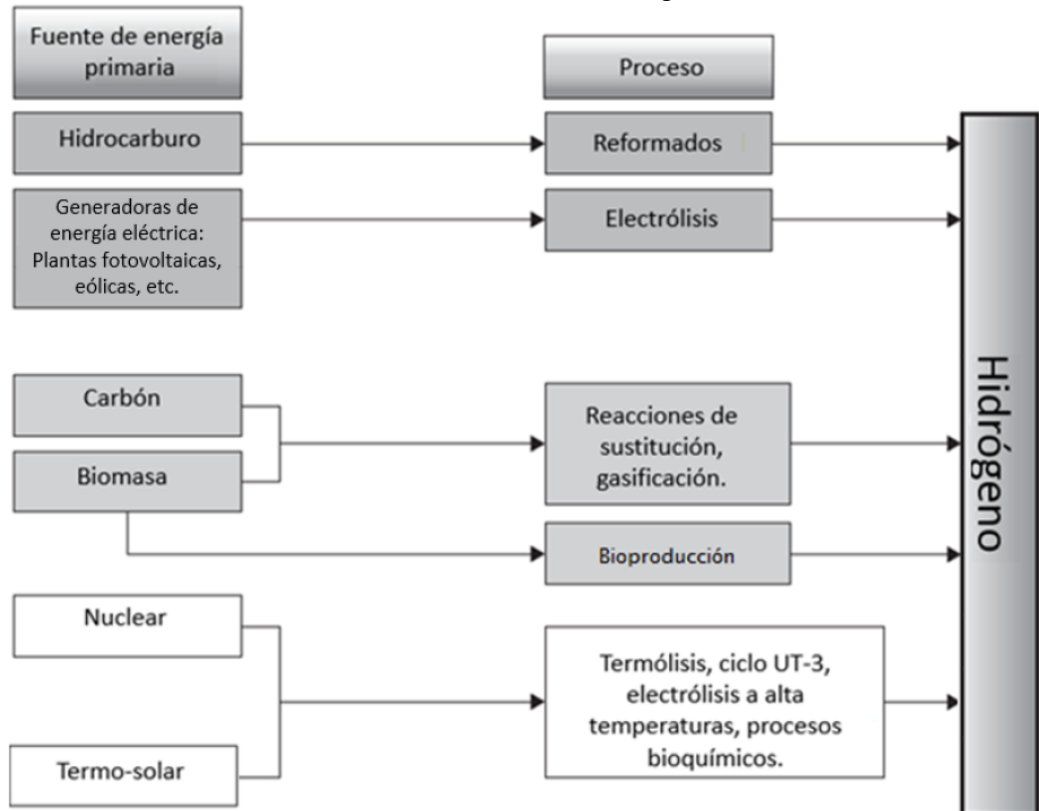 Fuente de energía
primaria
Proceso
Hidrocarburo
Reformados
Generadoras de
energía eléctrica:
Plantas fotovoltaicas,
eólicas, etc.
Electrólisis
Carbón
Biomasa
Reacciones de
sustitución,
gasificación.
Bioproducción
Nuclear
Termo-solar
Termólisis, ciclo UT-3,
electrólisis a alta
temperaturas, procesos
bioquímicos.
Hidrógeno